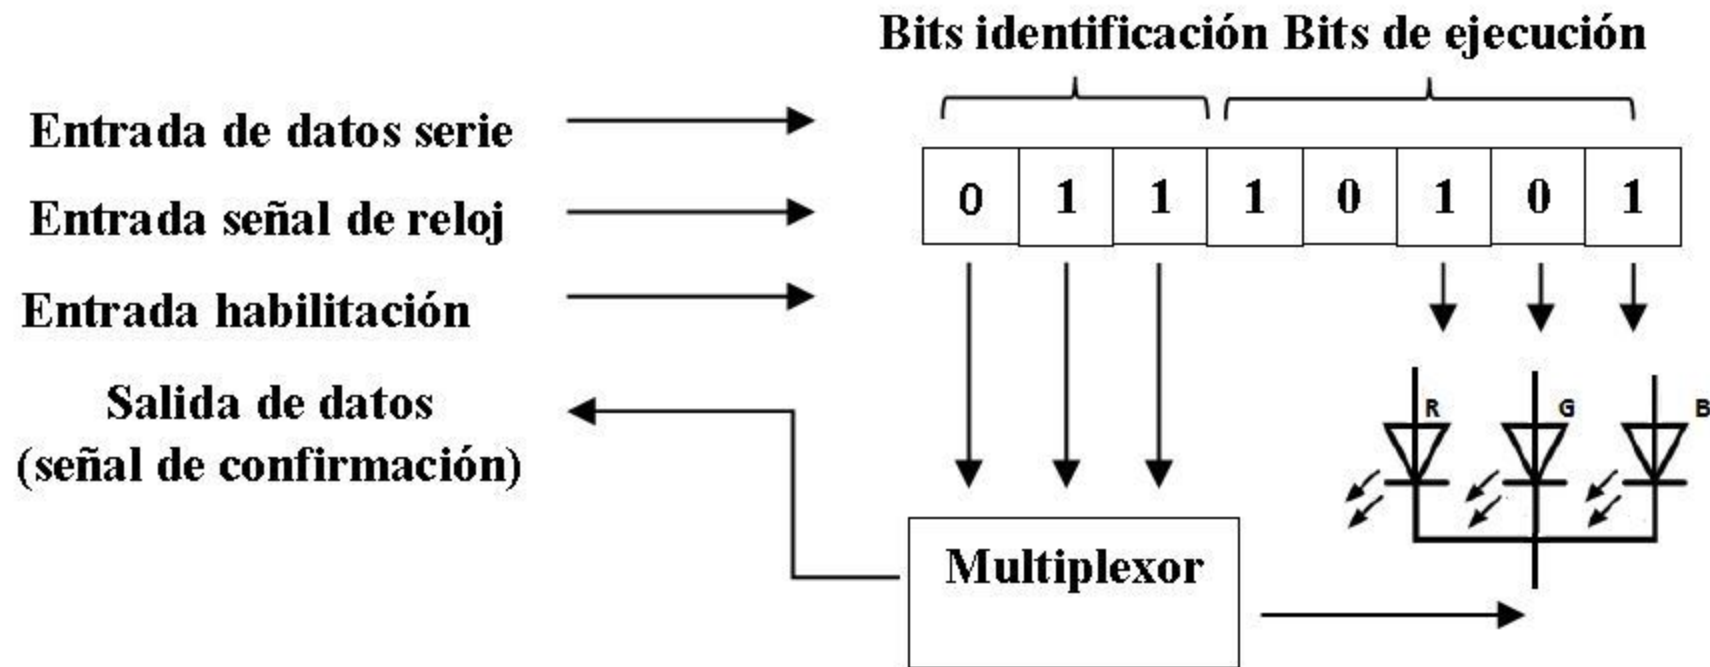 Bits identificación Bits de ejecución
Entrada de datos serie
Entrada señal de reloj
Entrada habilitación
Salida de datos
(señal de confirmación)
0 1 1 1 0 1 0 1
R G B
Multiplexor